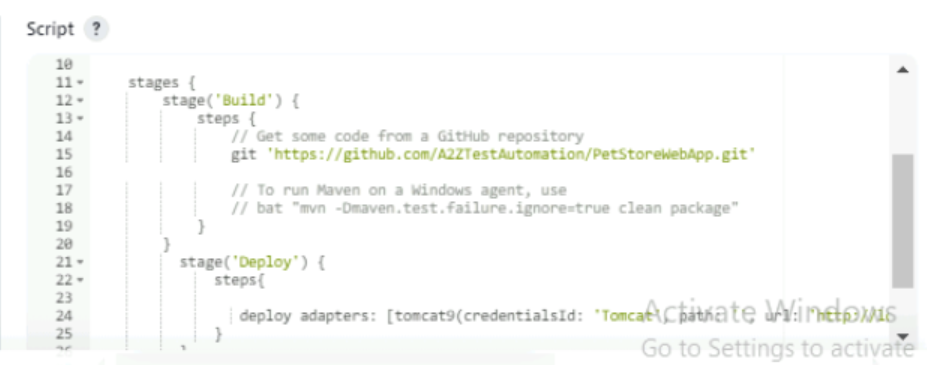 Script ?
10
11 stages {
12 stage('Build') {
13 steps {
14 // Get some code from a GitHub repository
15 git 'https://github.com/A2ZTestAutomation/PetStoreWebApp.git'
16
17 // To run Maven on a Windows agent, use
18 // bat "mvn -Dmaven.test.failure.ignore=true clean package"
19 }
20 }
21 stage('Deploy') {
22 steps{
23
24 deploy adapters: [tomcat9(credentialsId: 'Tomcat', path: '', url: 'http://
25 }
Activate Windows
Go to Settings to activate